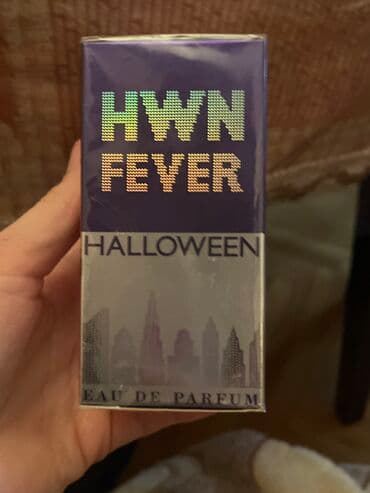 HWN
FEVER
HALLOWEEN
EAU DE PARFUM